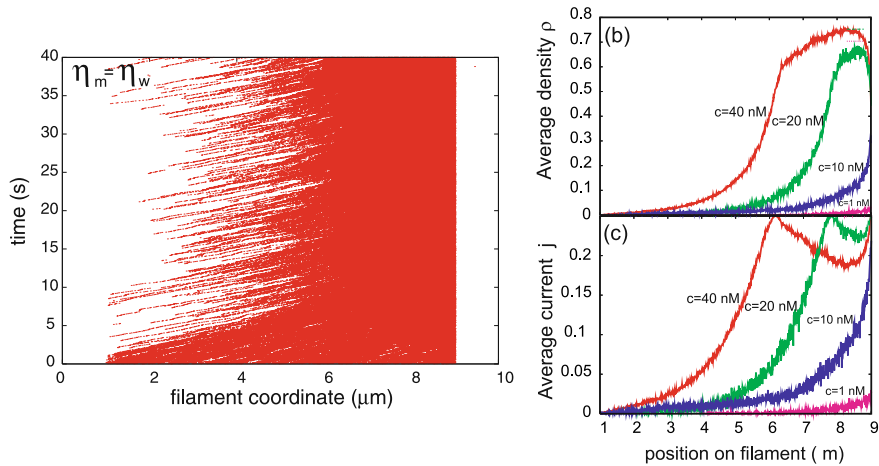 η m = η w
time (s)
40
35
30
25
20
15
10
5
0
0 2 4 6 8 10
filament coordinate (μm)
(b)
Average density ρ
0.8
0.7
0.6
0.5
0.4
0.3
0.2
0.1
0
c=40 nM
c=20 nM
c=10 nM
c=1 nM
(c)
Average current j
0.2
0.15
0.1
0.05
0
c=40 nM
c=20 nM
c=10 nM
c=1 nM
1 2 3 4 5 6 7 8 9
position on filament ( m)